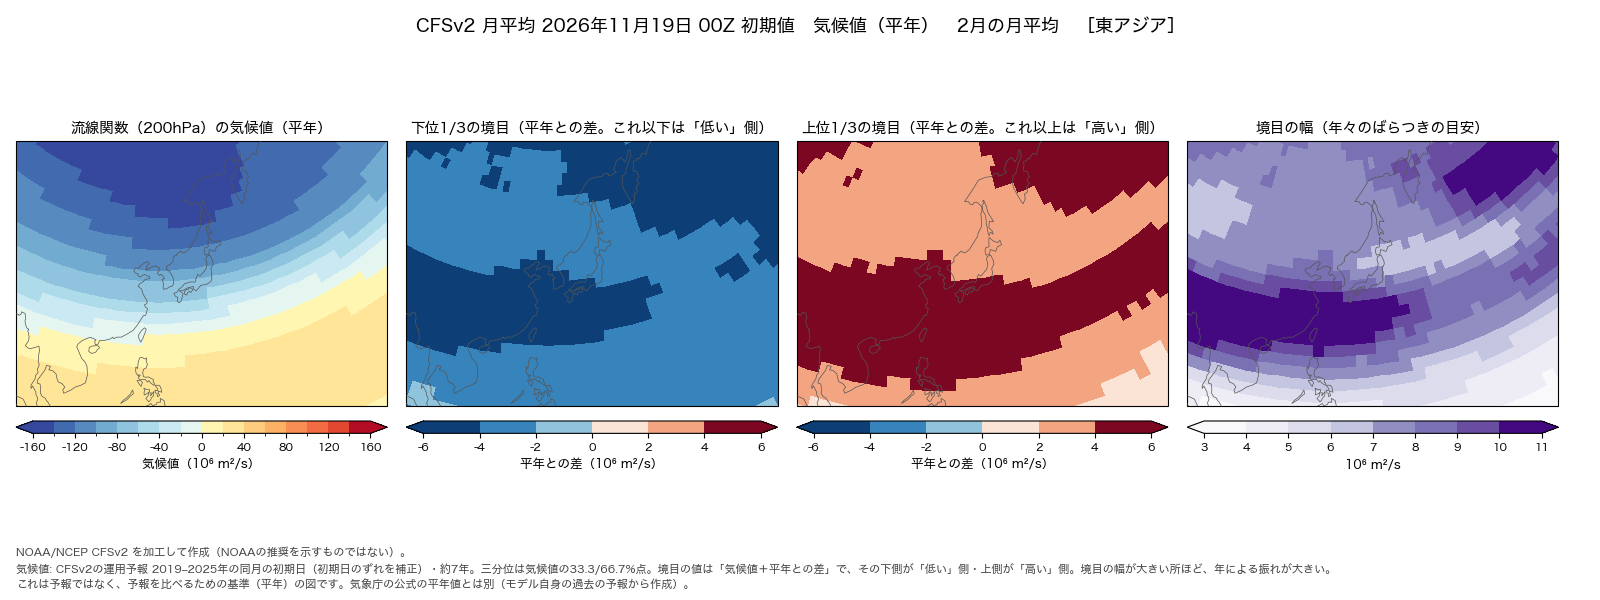 CFSv2 月平均 2026年11月19日 00Z 初期値　気候値（平年）　2月の月平均　［東アジア］
流線関数（200hPa）の気候値（平年）
下位1/3の境目（平年との差。これ以下は「低い」側）
上位1/3の境目（平年との差。これ以上は「高い」側）
境目の幅（年々のばらつきの目安）
-160 -120 -80 -40 0 40 80 120 160
気候値（10⁶ m²/s）
-6 -4 -2 0 2 4 6
平年との差（10⁶ m²/s）
-6 -4 -2 0 2 4 6
平年との差（10⁶ m²/s）
3 4 5 6 7 8 9 10 11
10⁶ m²/s
NOAA/NCEP CFSv2 を加工して作成（NOAAの推奨を示すものではない）。
気候値: CFSv2の運用予報 2019–2025年の同月の初期日（初期日のずれを補正）・約7年。三分位は気候値の33.3/66.7%点。境目の値は「気候値＋平年との差」で、その下側が「低い」側・上側が「高い」側。境目の幅が大きい所ほど、年による振れが大きい。
これは予報ではなく、予報を比べるための基準（平年）の図です。気象庁の公式の平年値とは別（モデル自身の過去の予報から作成）。